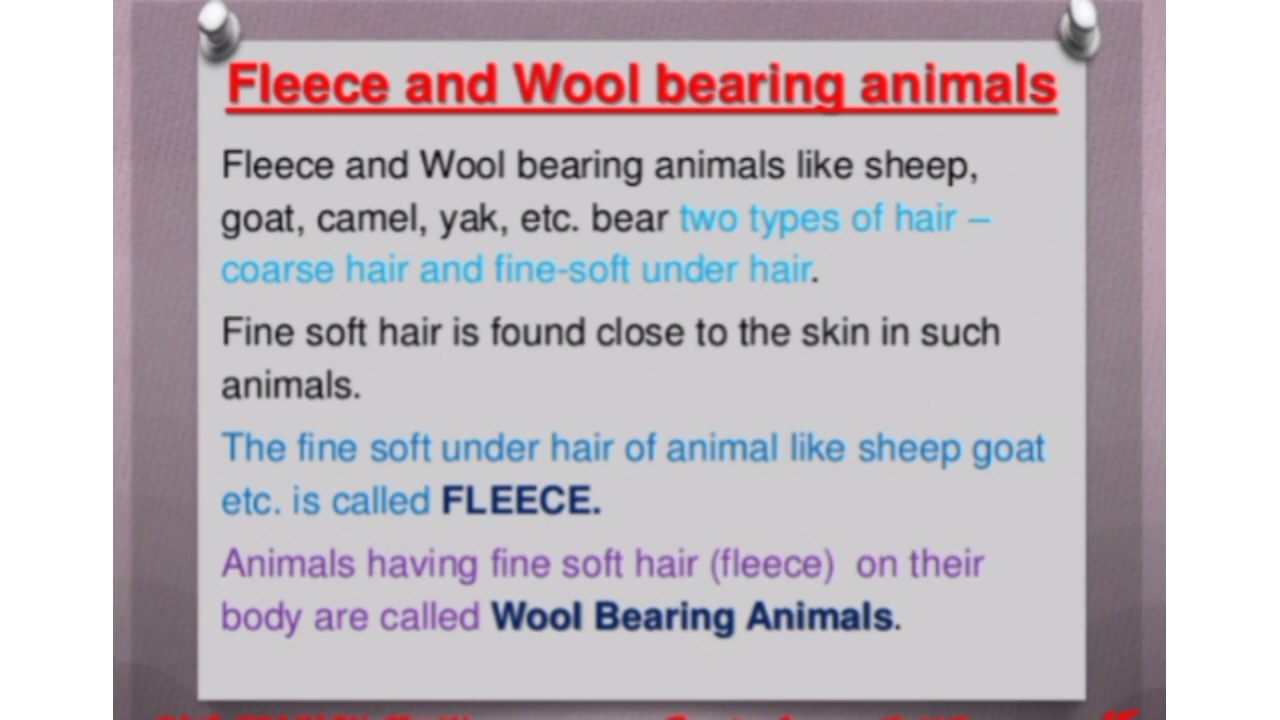 Fleece and Wool bearing animals
Fleece and Wool bearing animals like sheep,
goat, camel, yak, etc. bear two types of hair –
coarse hair and fine-soft under hair.
Fine soft hair is found close to the skin in such
animals.
The fine soft under hair of animal like sheep goat
etc. is called FLEECE.
Animals having fine soft hair (fleece)  on their
body are called Wool Bearing Animals.